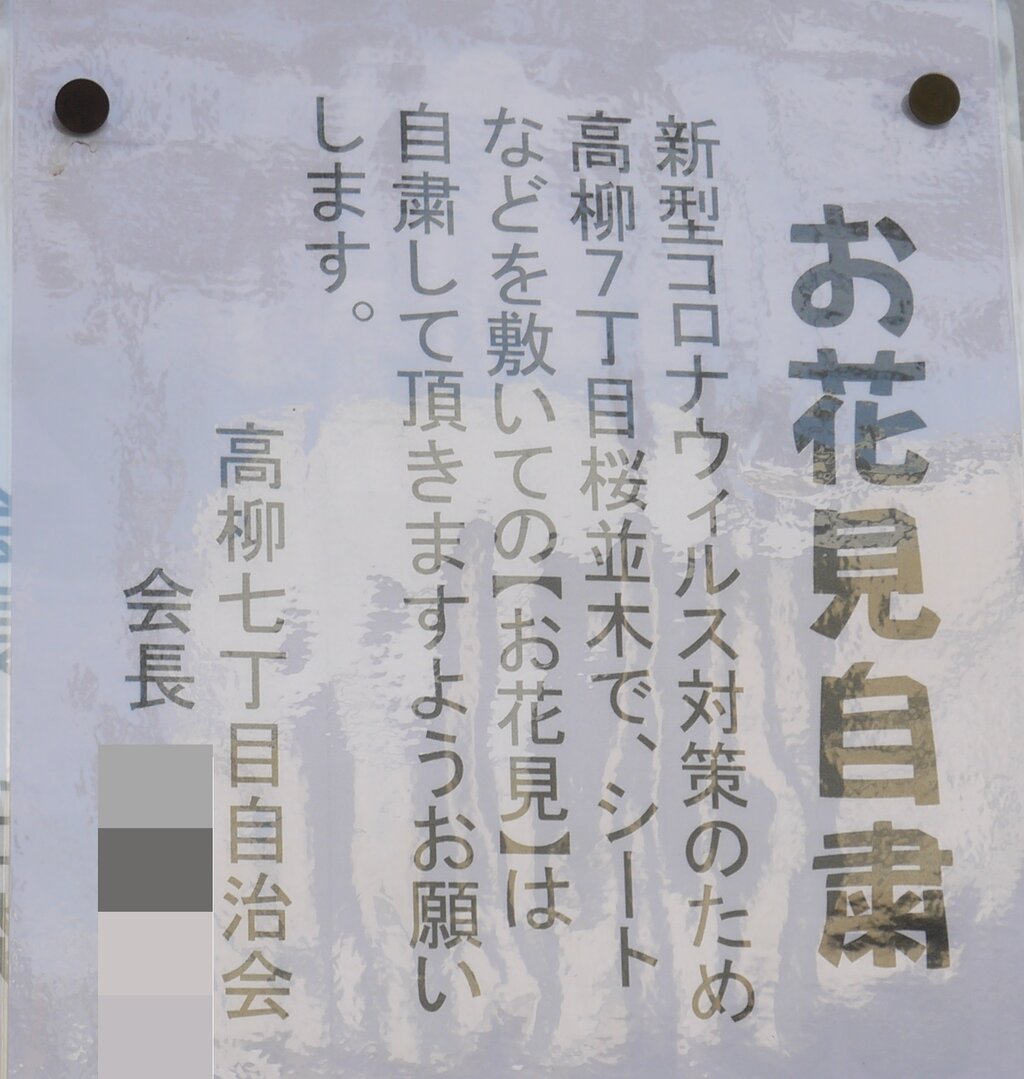 お花見自粛
新型コロナウィルス対策のため
高柳７丁目桜並木で、シート
などを敷いての【お花見】は
自粛して頂きますようお願い
します。
高柳七丁目自治会
会長